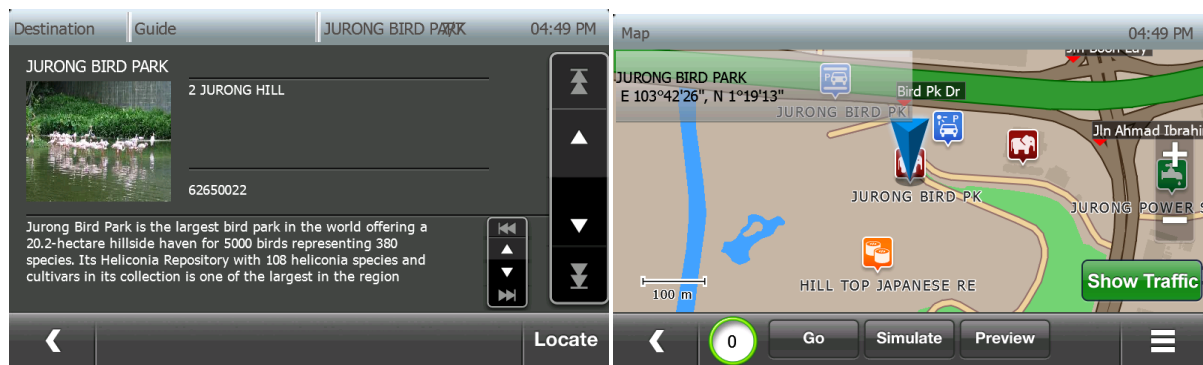 Destination
Guide
JURONG BIRD PARK
04:49 PM
JURONG BIRD PARK
2 JURONG HILL
62650022
Jurong Bird Park is the largest bird park in the world offering a
20.2-hectare hillside haven for 5000 birds representing 380
species. Its Heliconia Repository with 108 heliconia species and
cultivars in its collection is one of the largest in the region
Locate
Map
04:49 PM
Jln Boon Lay
JURONG BIRD PARK
E 103°42'26", N 1°19'13"
Bird Pk Dr
JURONG BIRD PK
Jln Ahmad Ibrahi
JURONG BIRD PK
JURONG POWER S
HILL TOP JAPANESE RE
100 m
Show Traffic
0
Go
Simulate
Preview